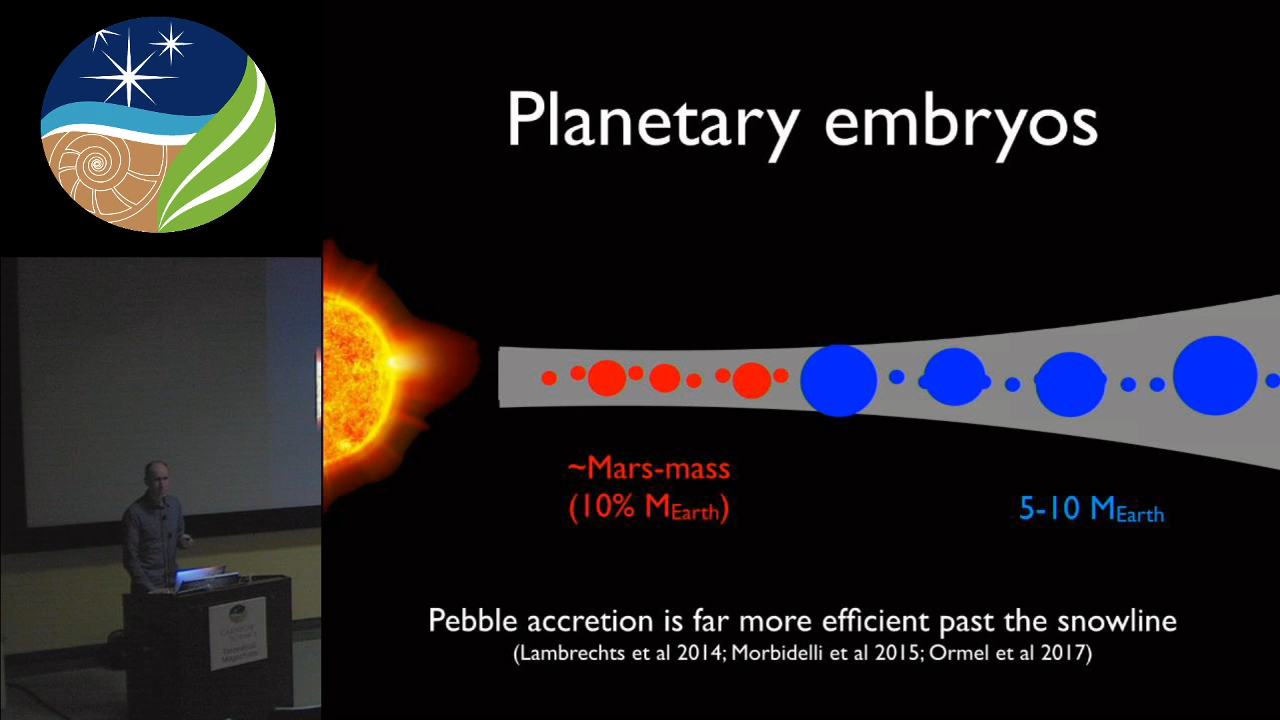 Planetary embryos
~Mars-mass
(10% MEarth)
5-10 MEarth
Pebble accretion is far more efficient past the snowline
(Lambrechts et al 2014; Morbidelli et al 2015; Ormel et al 2017)